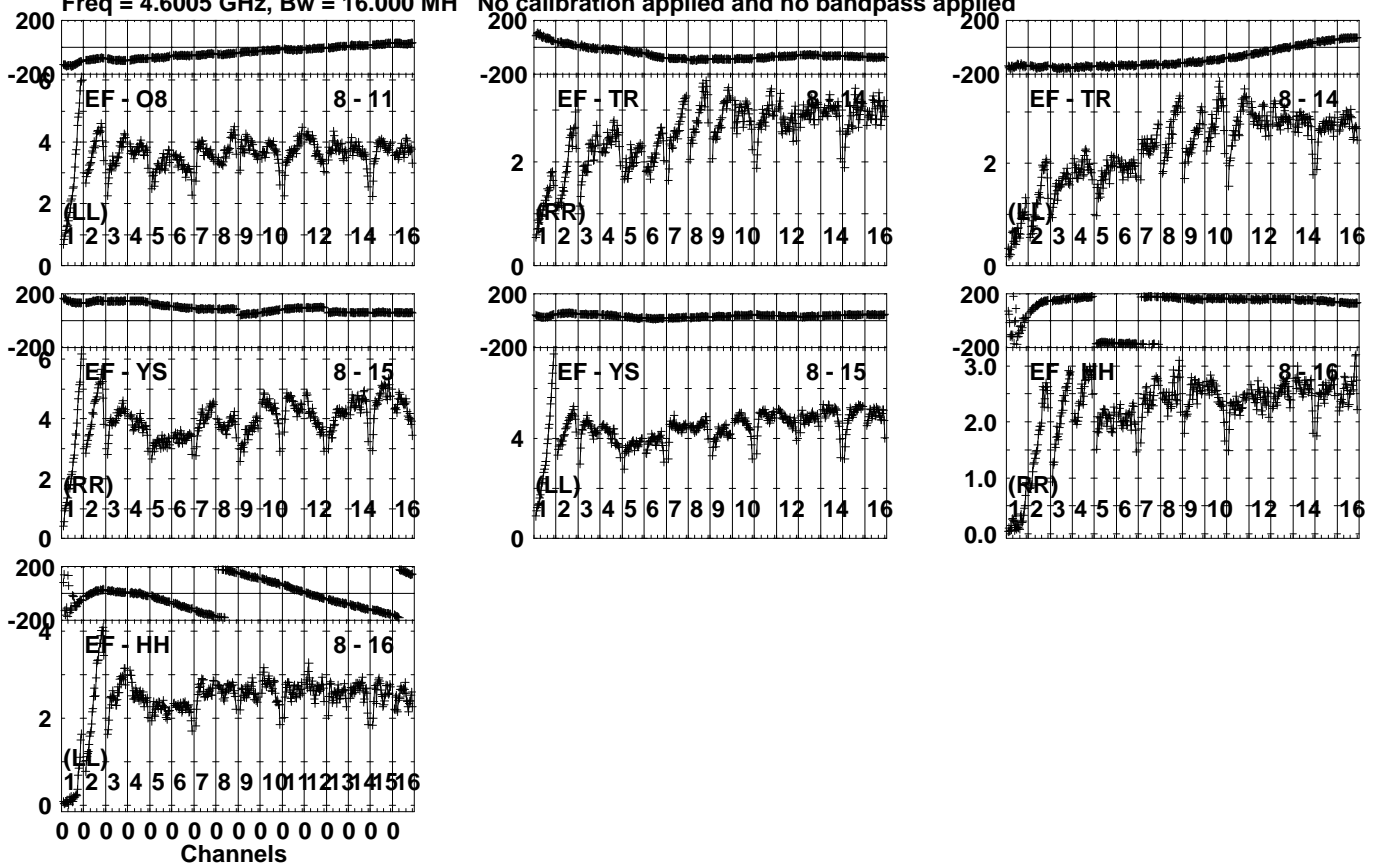 Freq = 4.6005 GHz, Bw = 16.000 MH No calibration applied and no bandpass applied
200
-200
6
4
2
0
EF - O8
8 - 11
(LL)
1 2 3 4 5 6 7 8 9 10 12 14 16
200
-200
2
0
EF - TR
8 - 14
(RR)
1 2 3 4 5 6 7 8 9 10 12 14 16
200
-200
2
0
EF - TR
8 - 14
(LL)
1 2 3 4 5 6 7 8 9 10 12 14 16
200
-200
6
4
2
0
EF - YS
8 - 15
(RR)
1 2 3 4 5 6 7 8 9 10 12 14 16
200
-200
4
0
EF - YS
8 - 15
(LL)
1 2 3 4 5 6 7 8 9 10 12 14 16
200
-200
3.0
2.0
1.0
0.0
EF - HH
8 - 16
(RR)
1 2 3 4 5 6 7 8 9 10 12 14 16
200
-200
4
2
0
EF - HH
8 - 16
(LL)
1 2 3 4 5 6 7 8 9 10 11 12 13 14 15 16
0 0 0 0 0 0 0 0 0 0 0 0 0 0 0 0
Channels